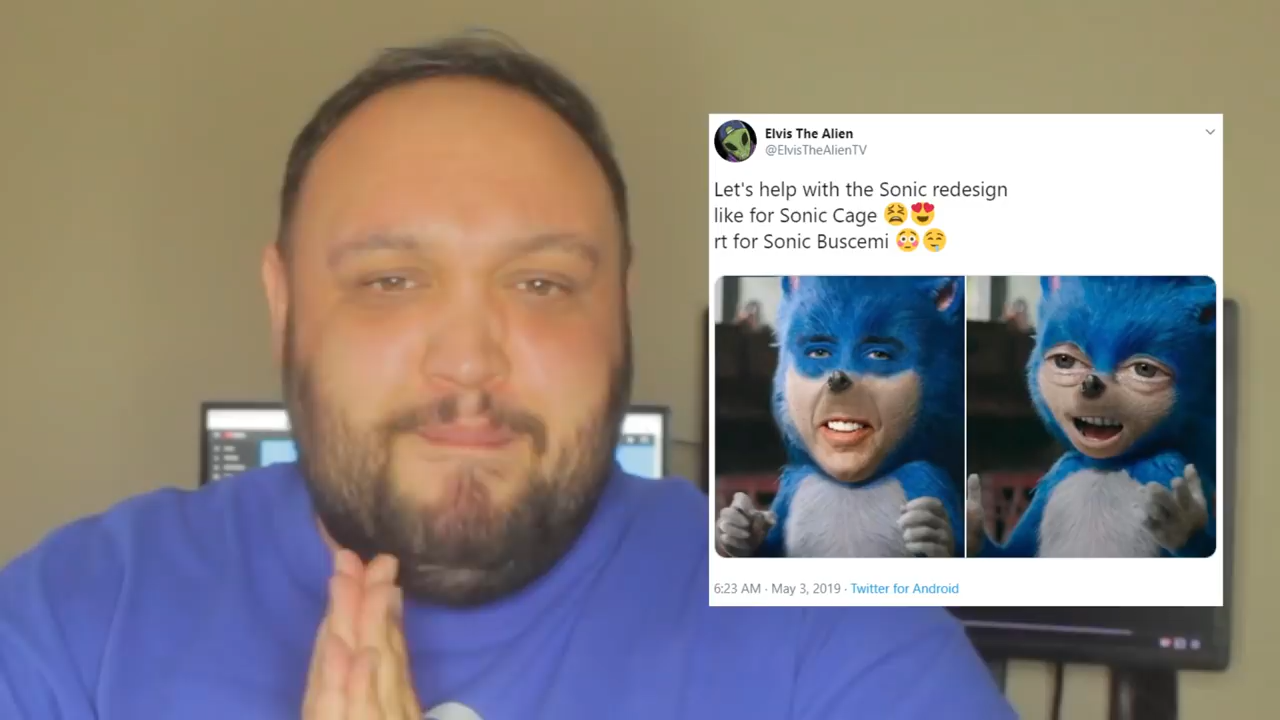 Elvis The Alien
@ElvisTheAlienTV
Let's help with the Sonic redesign
like for Sonic Cage 😫😍
rt for Sonic Buscemi 😳🤤
6:23 AM · May 3, 2019 · Twitter for Android